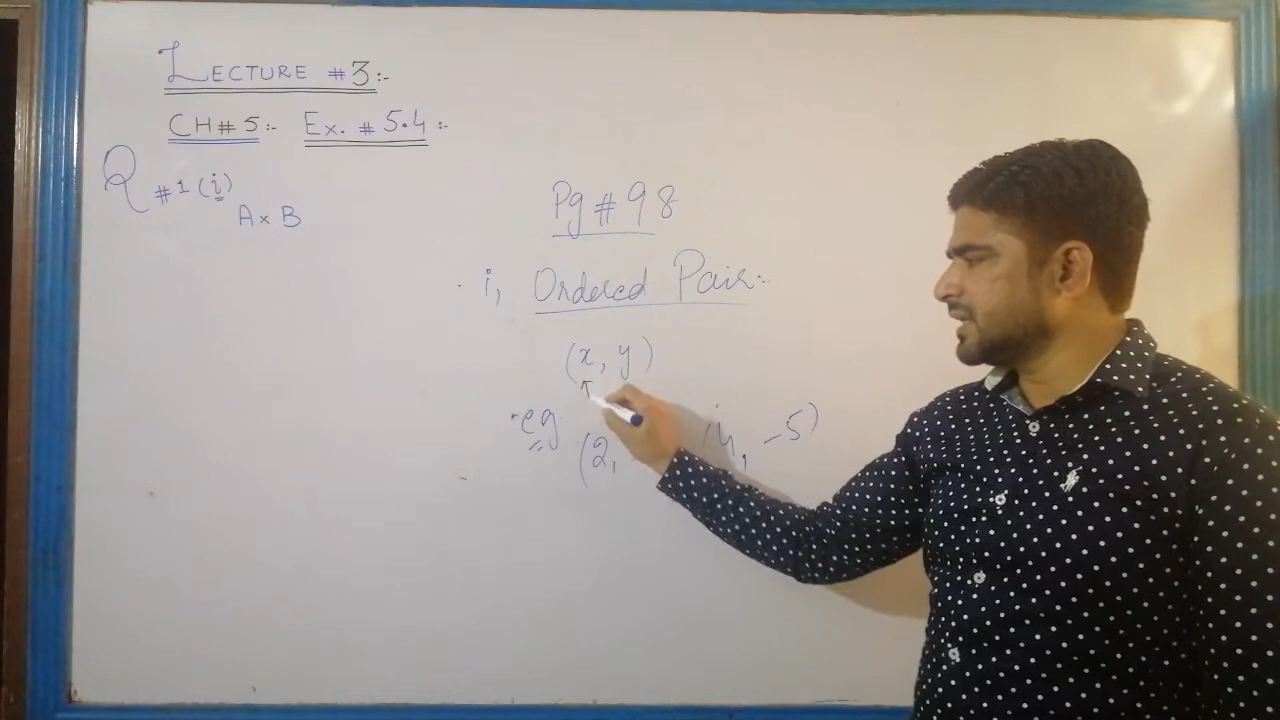 LECTURE #3:-
CH# 5:- Ex. # 5.4:-
Q #1 (i)
A × B
Pg # 98
i, Ordered Pair:-
(x, y)
eg
(2, (4, -5)